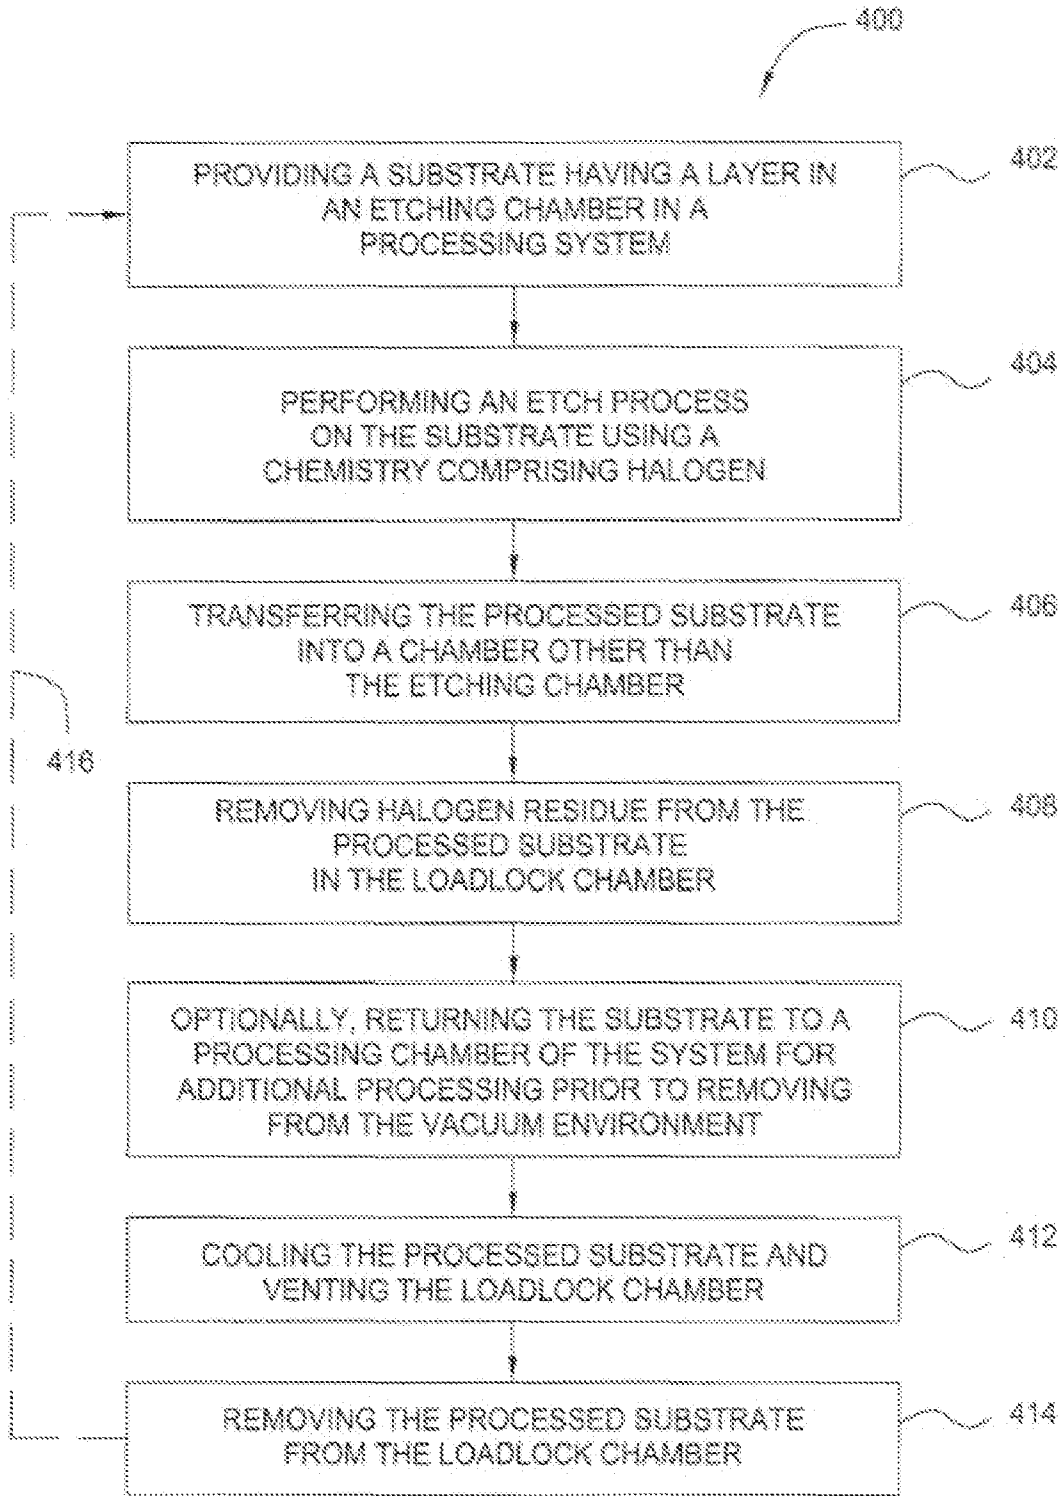 400
PROVIDING A SUBSTRATE HAVING A LAYER IN
AN ETCHING CHAMBER IN A
PROCESSING SYSTEM
402
PERFORMING AN ETCH PROCESS
ON THE SUBSTRATE USING A
CHEMISTRY COMPRISING HALOGEN
404
TRANSFERRING THE PROCESSED SUBSTRATE
INTO A CHAMBER OTHER THAN
THE ETCHING CHAMBER
406
416
REMOVING HALOGEN RESIDUE FROM THE
PROCESSED SUBSTRATE
IN THE LOADLOCK CHAMBER
408
OPTIONALLY, RETURNING THE SUBSTRATE TO A
PROCESSING CHAMBER OF THE SYSTEM FOR
ADDITIONAL PROCESSING PRIOR TO REMOVING
FROM THE VACUUM ENVIRONMENT
410
COOLING THE PROCESSED SUBSTRATE AND
VENTING THE LOADLOCK CHAMBER
412
REMOVING THE PROCESSED SUBSTRATE
FROM THE LOADLOCK CHAMBER
414